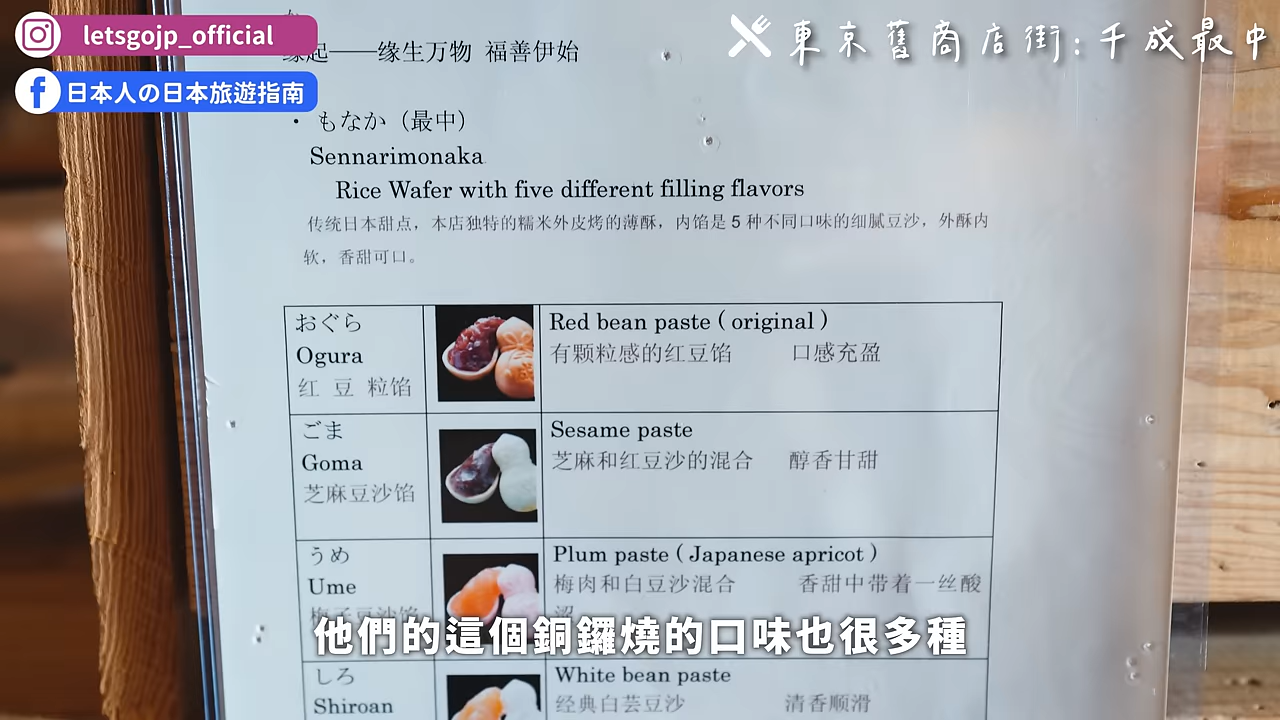 letsgojp_official
日本人の日本旅遊指南
東京舊商店街:千成最中
缘起——缘生万物 福善伊始
・ もなか（最中）
Sennarimonaka
Rice Wafer with five different filling flavors
传统日本甜点，本店独特的糯米外皮烤的薄酥，内馅是 5 种不同口味的细腻豆沙，外酥内
软，香甜可口。
おぐら
Ogura
红 豆 粒馅
Red bean paste ( original )
有颗粒感的红豆馅 口感充盈
ごま
Goma
芝麻豆沙馅
Sesame paste
芝麻和红豆沙的混合 醇香甘甜
うめ
Ume
梅子豆沙馅
Plum paste ( Japanese apricot )
梅肉和白豆沙混合 香甜中带着一丝酸
涩
他們的這個銅鑼燒的口味也很多種
しろ
Shiroan
White bean paste
经典白芸豆沙 清香顺滑